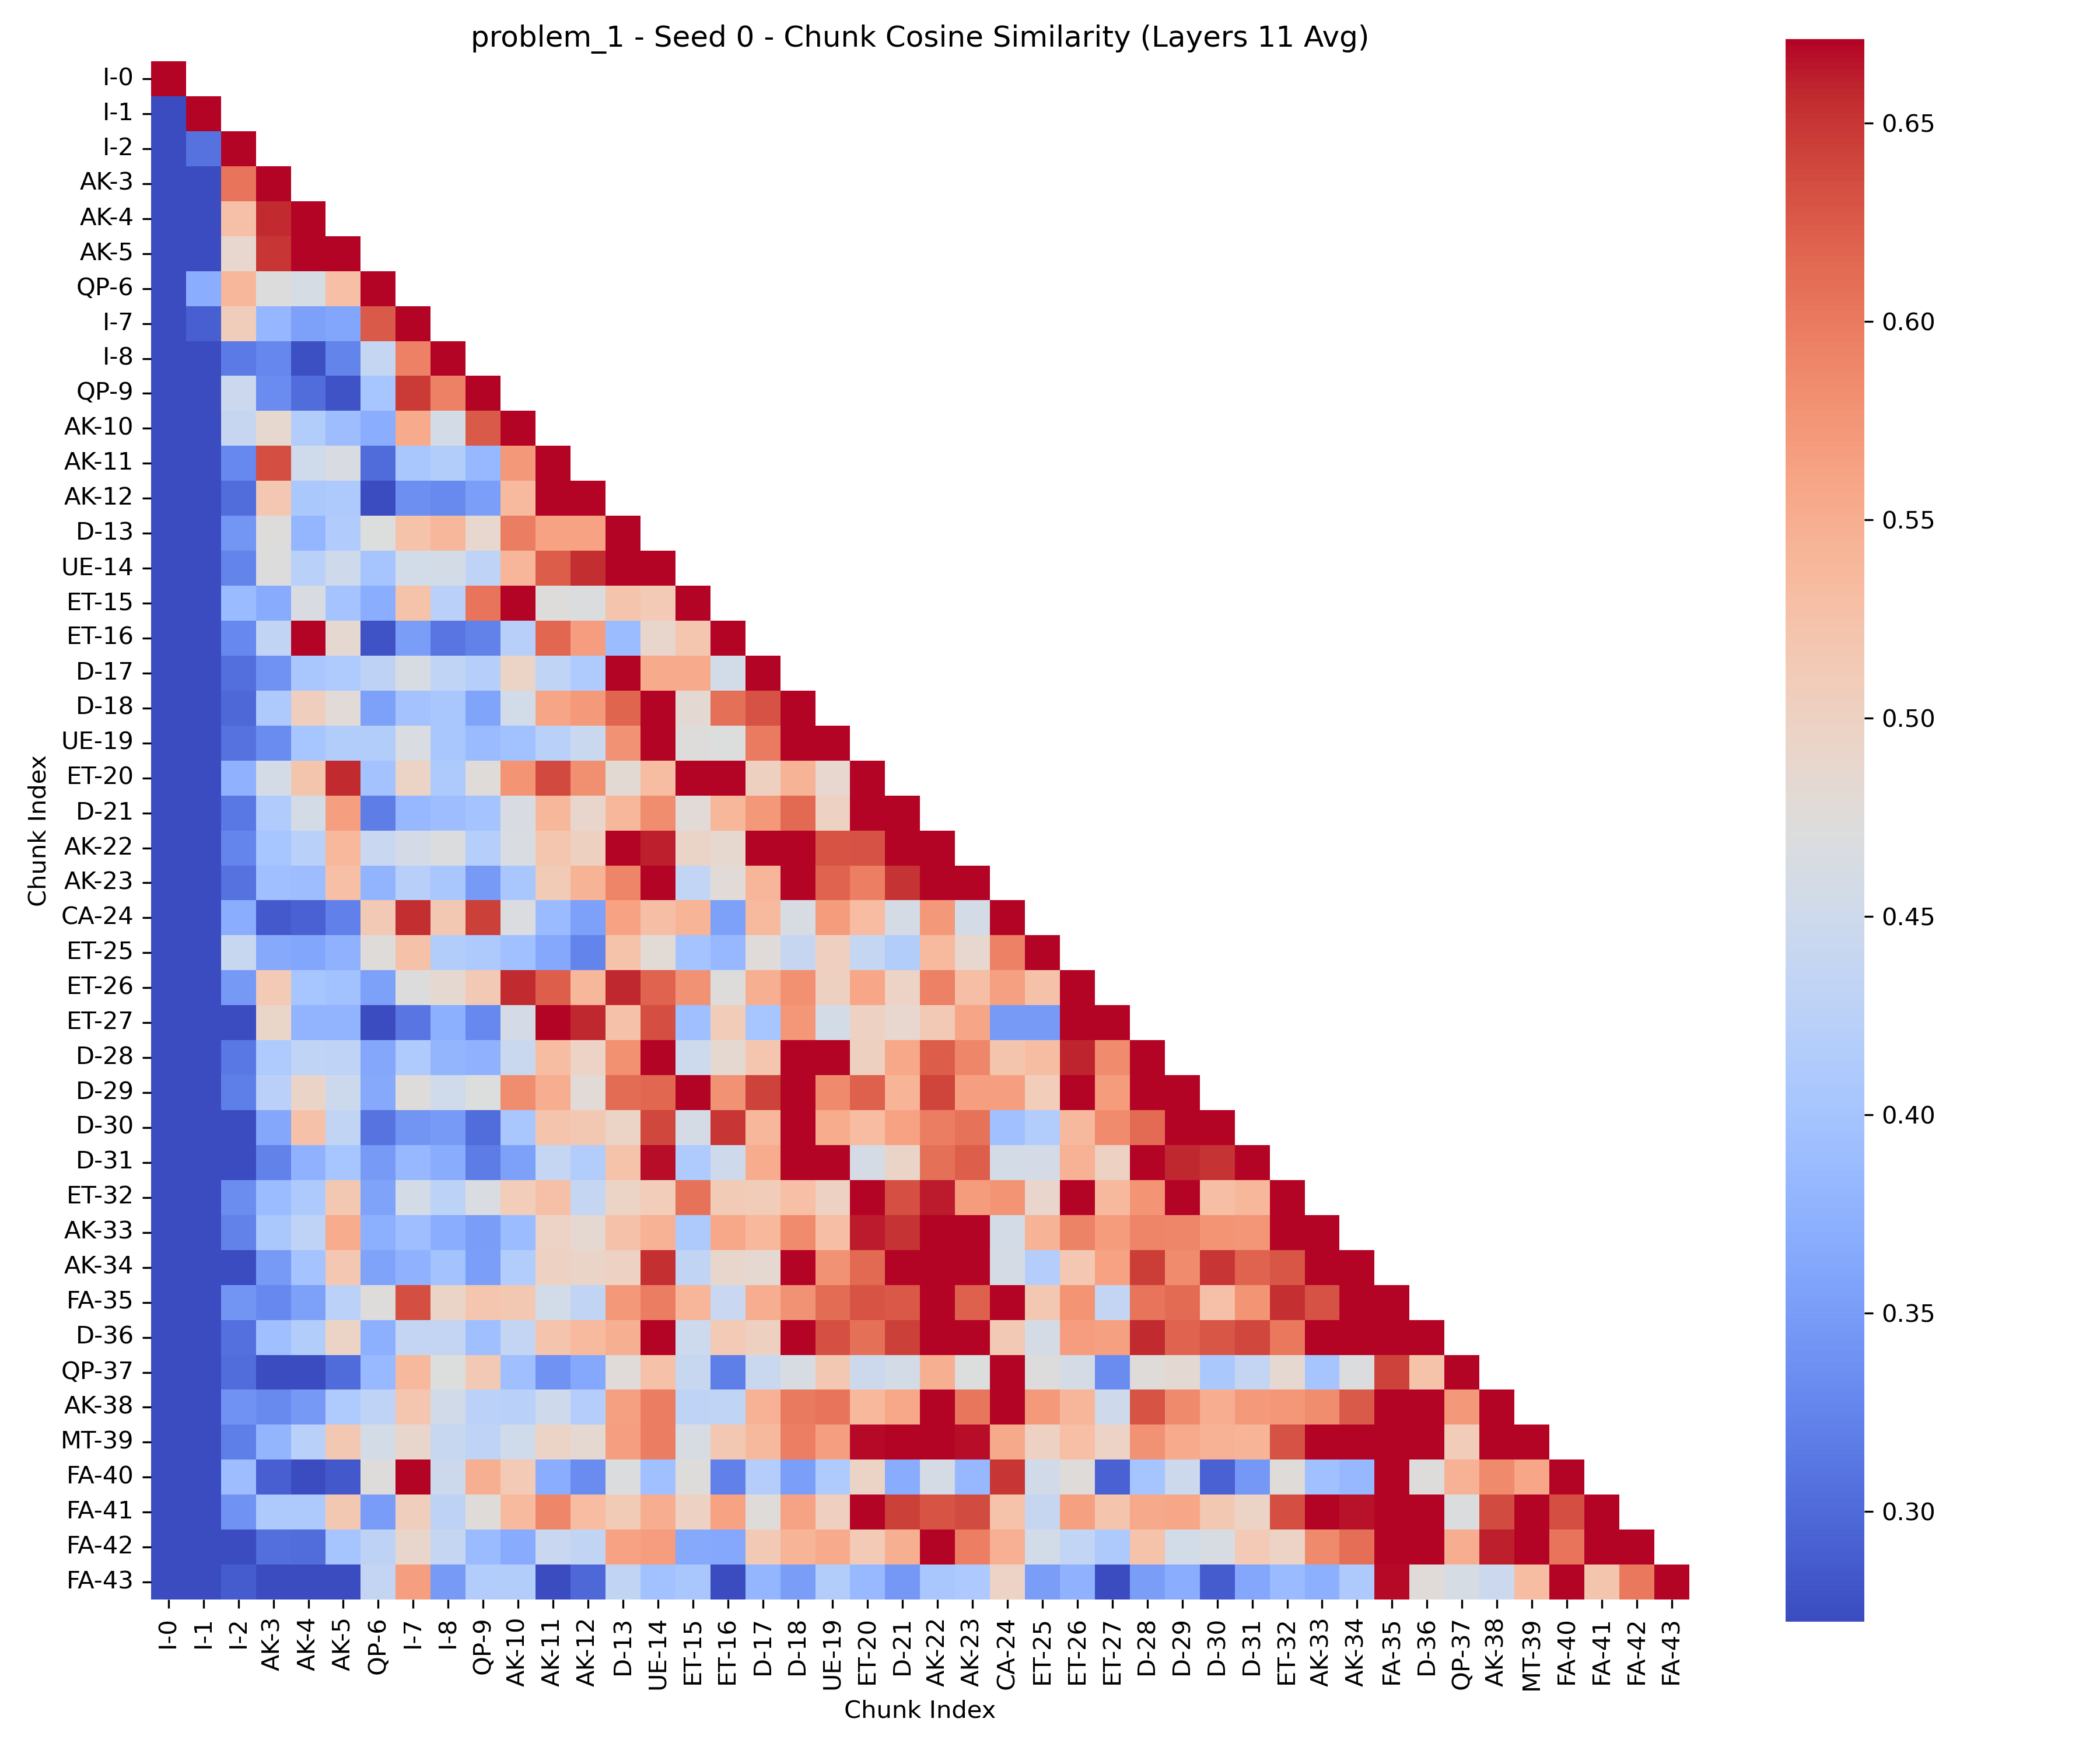 problem_1 - Seed 0 - Chunk Cosine Similarity (Layers 11 Avg)
Chunk Index
I-0
I-1
I-2
AK-3
AK-4
AK-5
QP-6
I-7
I-8
QP-9
AK-10
AK-11
AK-12
D-13
UE-14
ET-15
ET-16
D-17
D-18
UE-19
ET-20
D-21
AK-22
AK-23
CA-24
ET-25
ET-26
ET-27
D-28
D-29
D-30
D-31
ET-32
AK-33
AK-34
FA-35
D-36
QP-37
AK-38
MT-39
FA-40
FA-41
FA-42
FA-43
I-0
I-1
I-2
AK-3
AK-4
AK-5
QP-6
I-7
I-8
QP-9
AK-10
AK-11
AK-12
D-13
UE-14
ET-15
ET-16
D-17
D-18
UE-19
ET-20
D-21
AK-22
AK-23
CA-24
ET-25
ET-26
ET-27
D-28
D-29
D-30
D-31
ET-32
AK-33
AK-34
FA-35
D-36
QP-37
AK-38
MT-39
FA-40
FA-41
FA-42
FA-43
Chunk Index
0.65
0.60
0.55
0.50
0.45
0.40
0.35
0.30